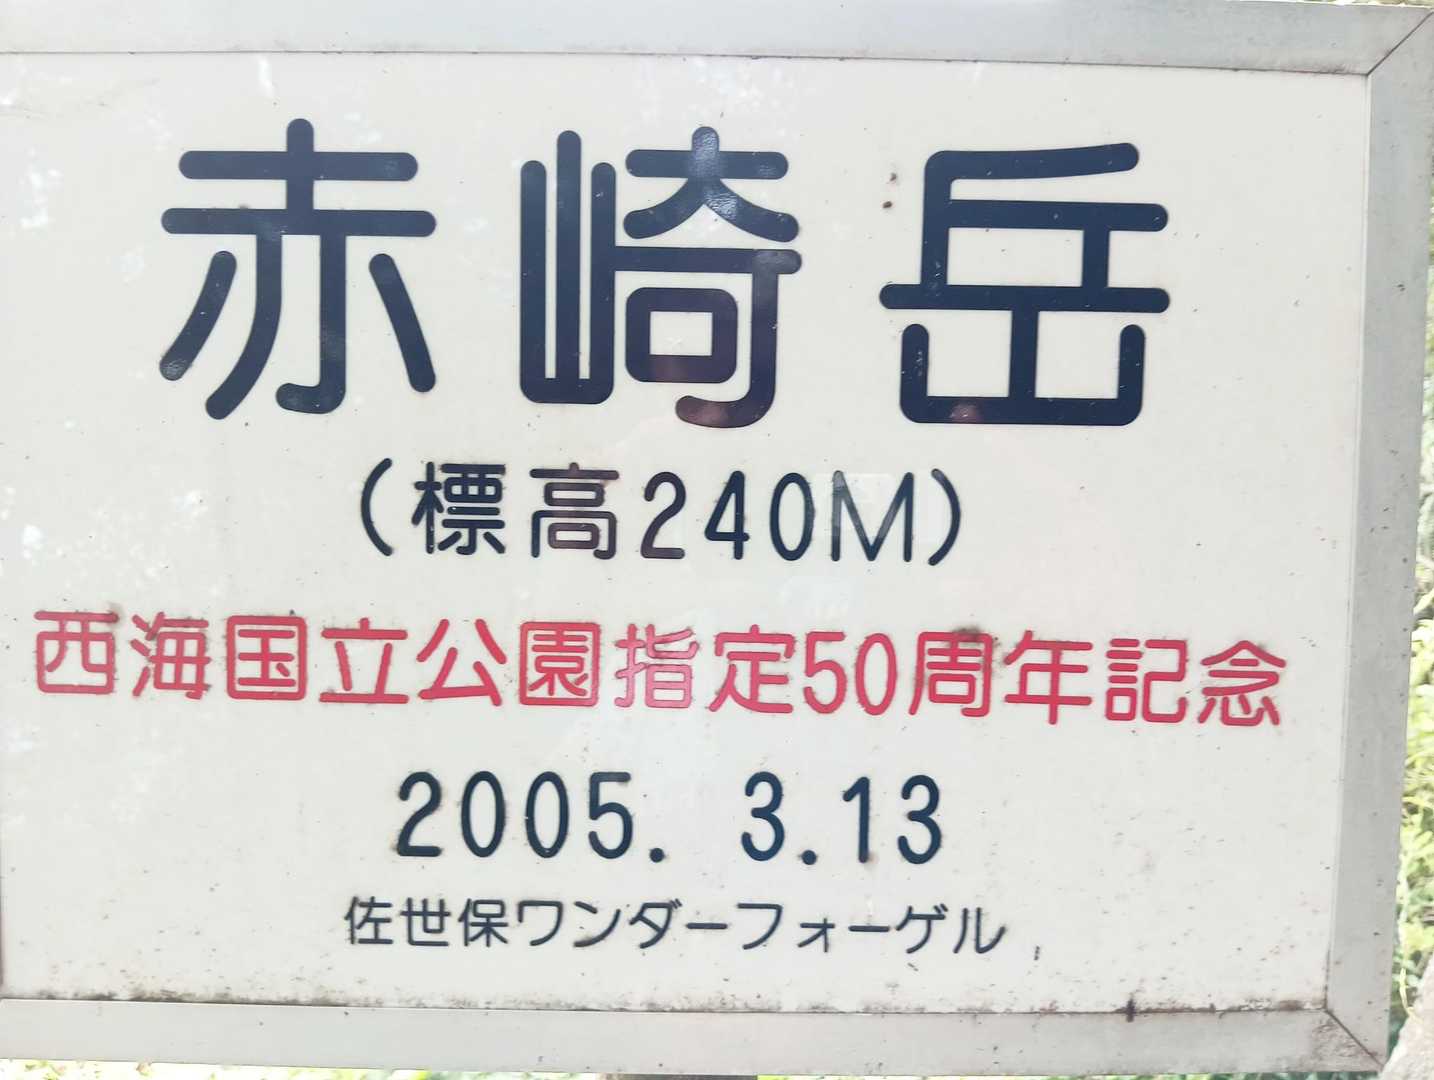 赤崎岳
(標高240M)
西海国立公園指定50周年記念
2005. 3.13
佐世保ワンダーフォーゲル